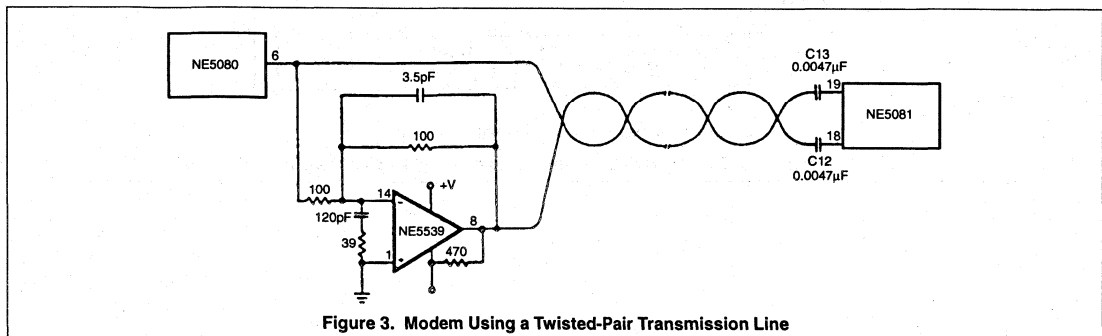 NE5080
6
3.5pF
100
100
14
120pF
39
1
+V
NE5539
8
470
-
+
C13
0.0047µF
19
NE5081
18
C12
0.0047µF
Figure 3. Modem Using a Twisted-Pair Transmission Line